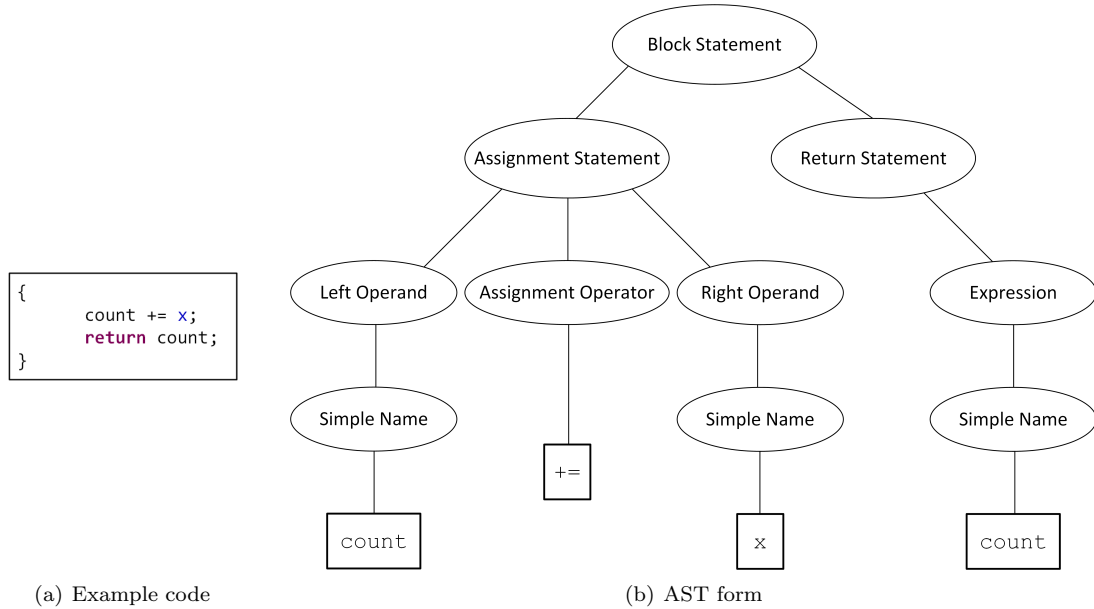 Block Statement
Assignment Statement
Return Statement
Left Operand
Assignment Operator
Right Operand
Expression
{
count += x;
return count;
}
Simple Name
Simple Name
Simple Name
+=
count
x
count
(a) Example code
(b) AST form